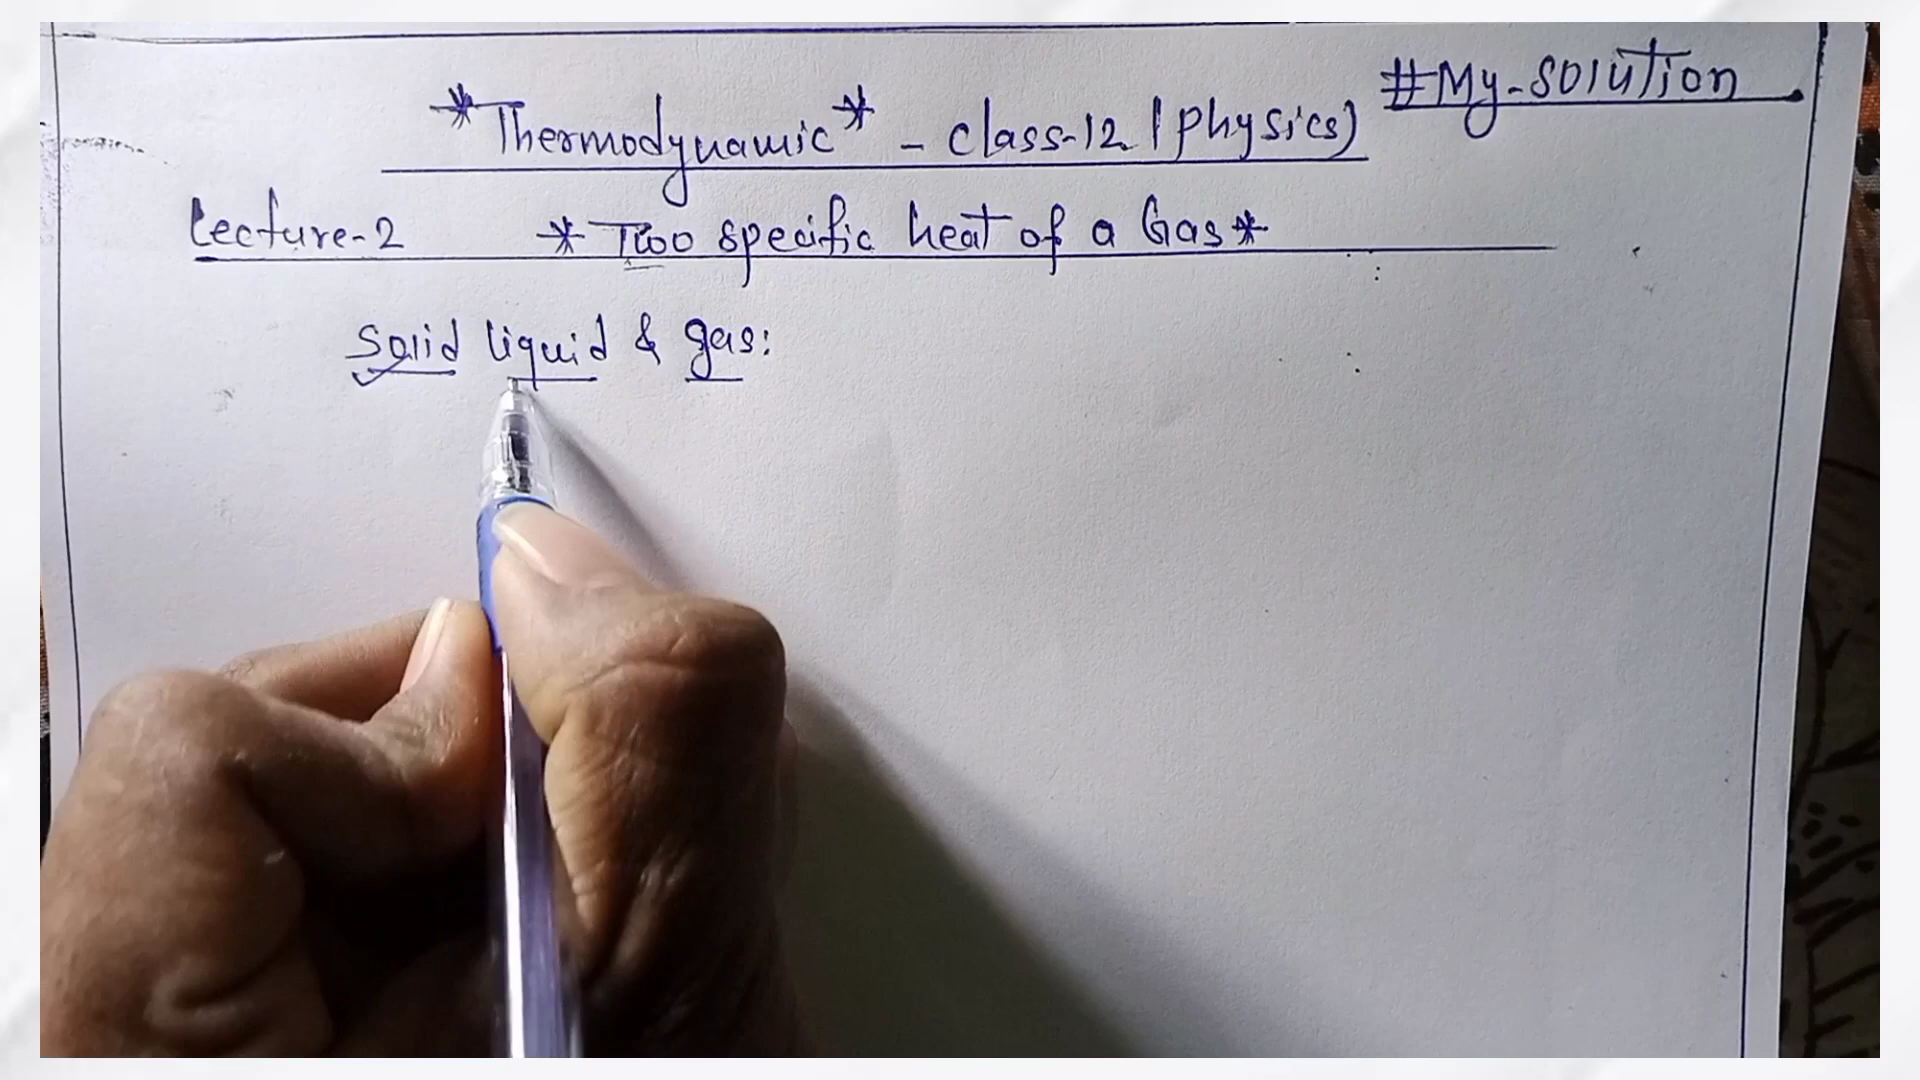 #My-Solution
*Thermodynamic* - class-12 (Physics)
Lecture-2 *Two specific heat of a Gas*
Solid liquid & gas: